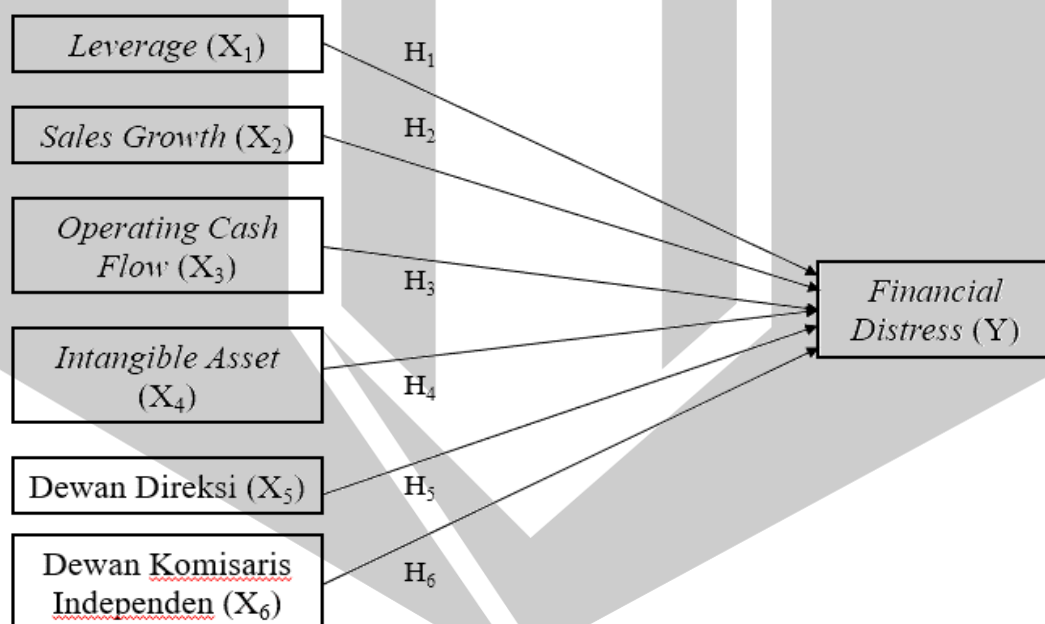 Leverage (X₁)
H₁
Sales Growth (X₂)
H₂
Operating Cash
Flow (X₃)
H₃
Intangible Asset
(X₄)
H₄
Dewan Direksi (X₅)
H₅
Dewan Komisaris
Independen (X₆)
H₆
Financial
Distress (Y)